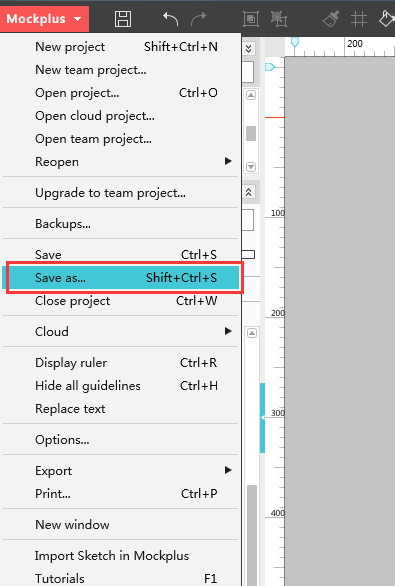 Mockplus
200
New project Shift+Ctrl+N
New team project...
Open project... Ctrl+O
Open cloud project...
Open team project...
Reopen
Upgrade to team project...
Backups...
100
Save Ctrl+S
Save as... Shift+Ctrl+S
Close project Ctrl+W
200
Cloud
Display ruler Ctrl+R
Hide all guidelines Ctrl+H
Replace text
300
Options...
Export
Print... Ctrl+P
400
New window
Import Sketch in Mockplus
Tutorials F1